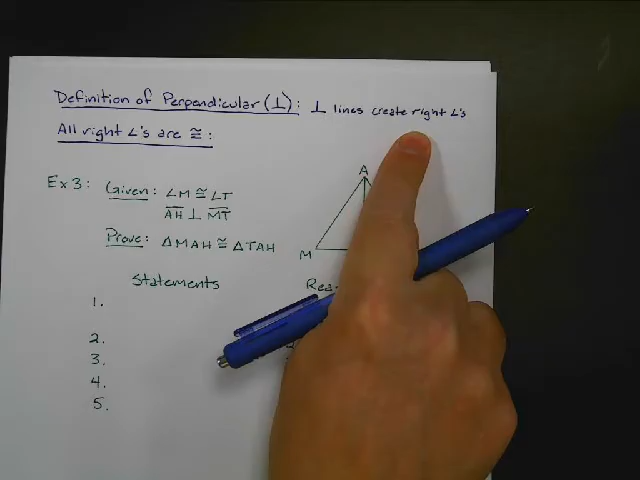 Definition of Perpendicular (⊥): ⊥ lines create right ∠'s
All right ∠'s are ≅:
Ex 3: Given: ∠M ≅ ∠T
AH ⊥ MT
Prove: △MAH ≅ △TAH
A
M
Statements
1.
2.
3.
4.
5.